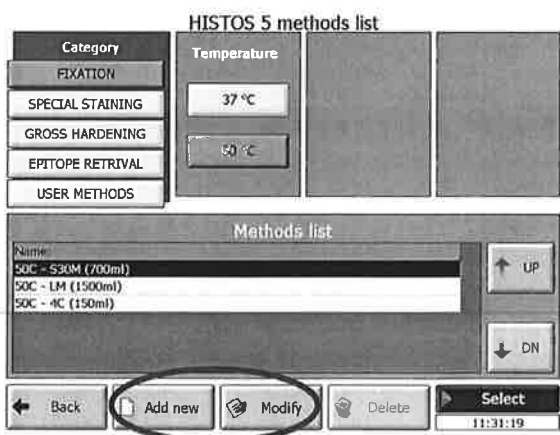 HISTOS 5 methods list
Category
FIXATION
SPECIAL STAINING
GROSS HARDENING
EPITOPE RETRIVAL
USER METHODS
Temperature
37 °C
50 °C
Methods list
Name:
50C - S30M (700ml)
50C - LM (1500ml)
50C - 4C (150ml)
UP
DN
Back
Add new
Modify
Delete
Select
11:31:19